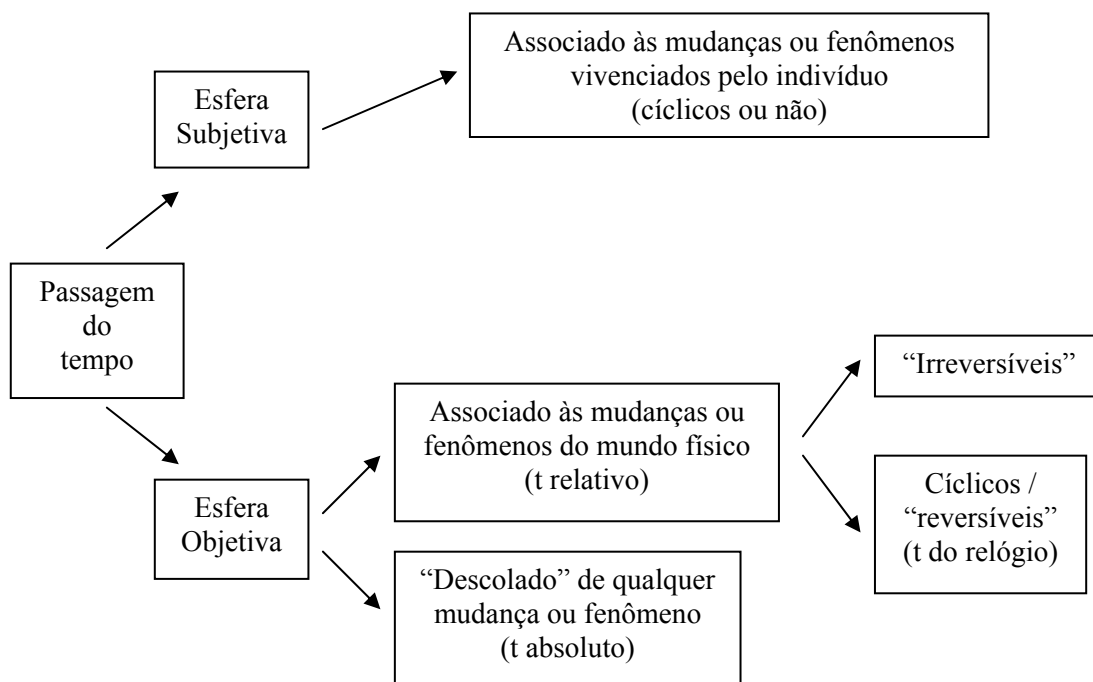 Associado às mudanças ou fenômenos
vivenciados pelo indivíduo
(cíclicos ou não)
Esfera
Subjetiva
Passagem
do
tempo
Esfera
Objetiva
Associado às mudanças ou
fenômenos do mundo físico
(t relativo)
“Irreversíveis”
Cíclicos /
“reversíveis”
(t do relógio)
“Descolado” de qualquer
mudança ou fenômeno
(t absoluto)